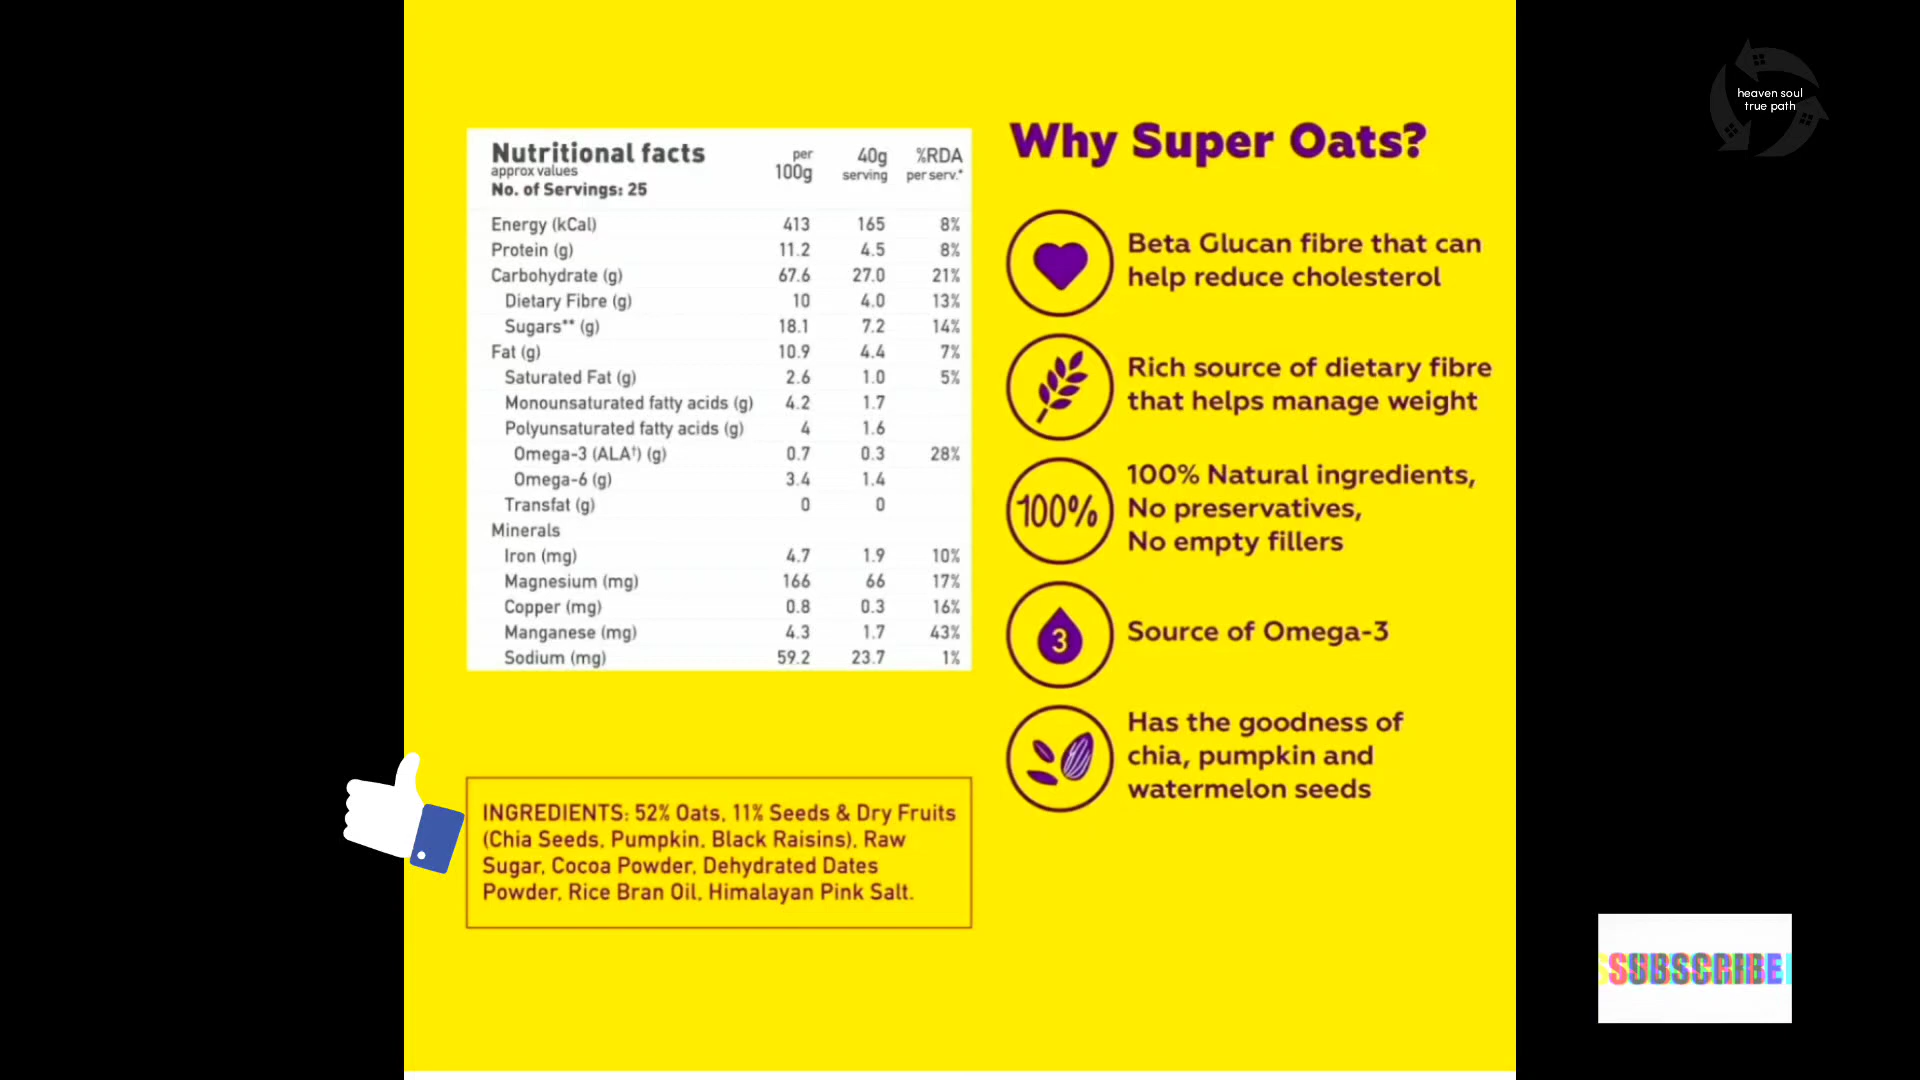 heaven soul
true path
Nutritional facts
approx values
No. of Servings: 25
per 100g
40g serving
%RDA per serv.*
Energy (kCal) 413 165 8%
Protein (g) 11.2 4.5 8%
Carbohydrate (g) 67.6 27.0 21%
Dietary Fibre (g) 10 4.0 13%
Sugars** (g) 18.1 7.2 14%
Fat (g) 10.9 4.4 7%
Saturated Fat (g) 2.6 1.0 5%
Monounsaturated fatty acids (g) 4.2 1.7
Polyunsaturated fatty acids (g) 4 1.6
Omega-3 (ALA†) (g) 0.7 0.3 28%
Omega-6 (g) 3.4 1.4
Transfat (g) 0 0
Minerals
Iron (mg) 4.7 1.9 10%
Magnesium (mg) 166 66 17%
Copper (mg) 0.8 0.3 16%
Manganese (mg) 4.3 1.7 43%
Sodium (mg) 59.2 23.7 1%
INGREDIENTS: 52% Oats, 11% Seeds & Dry Fruits
(Chia Seeds, Pumpkin, Black Raisins), Raw
Sugar, Cocoa Powder, Dehydrated Dates
Powder, Rice Bran Oil, Himalayan Pink Salt.
Why Super Oats?
Beta Glucan fibre that can
help reduce cholesterol
Rich source of dietary fibre
that helps manage weight
100%
100% Natural ingredients,
No preservatives,
No empty fillers
3
Source of Omega-3
Has the goodness of
chia, pumpkin and
watermelon seeds
SUBSCRIBE